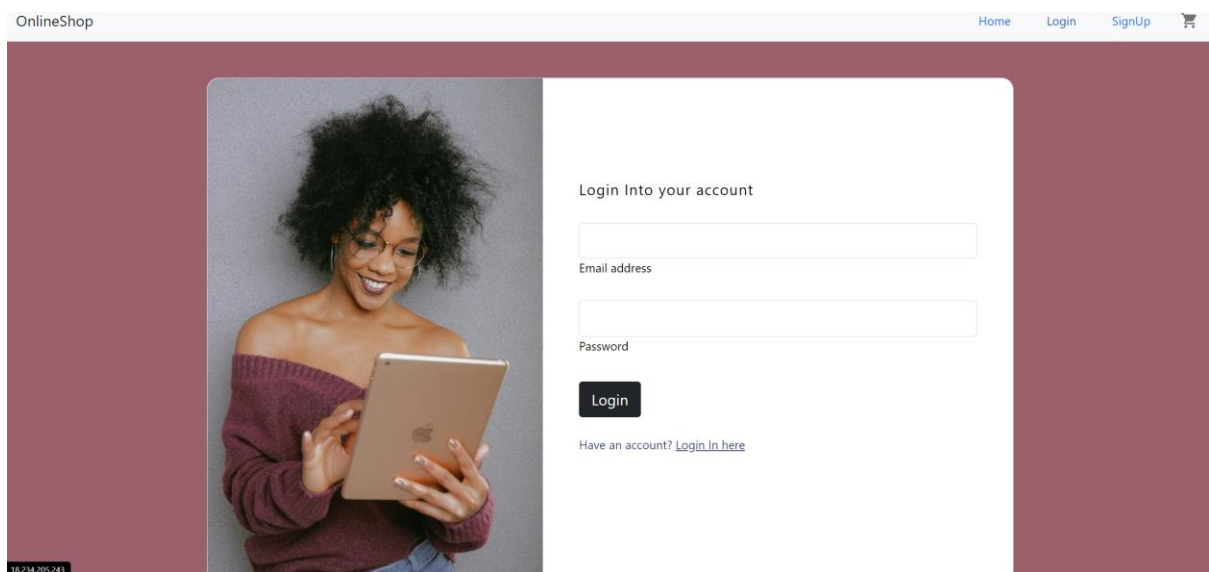 OnlineShop
Home Login SignUp
Login Into your account
Email address
Password
Login
Have an account? Login In here
18.234.205.243